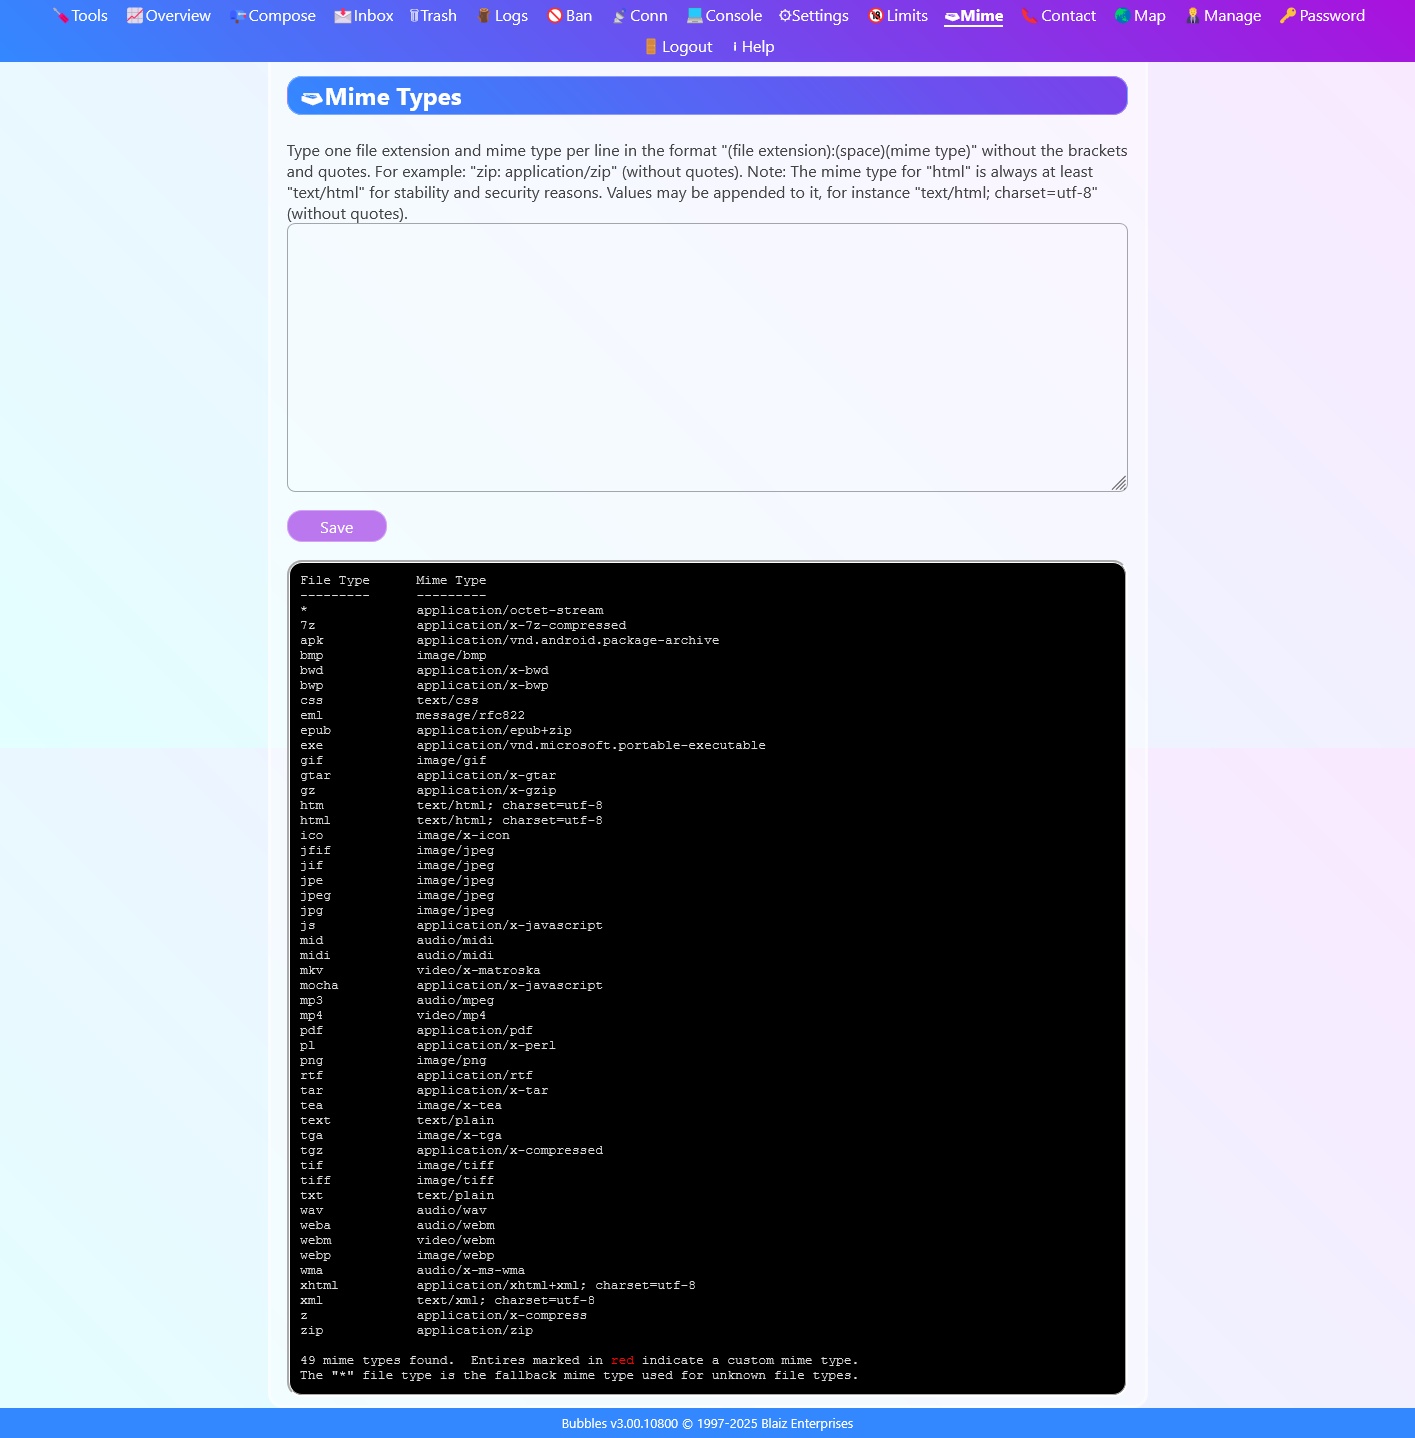 Tools Overview Compose Inbox Trash Logs Ban Conn Console Settings Limits Mime Contact Map Manage Password
Logout Help
Mime Types
Type one file extension and mime type per line in the format "(file extension):(space)(mime type)" without the brackets
and quotes. For example: "zip: application/zip" (without quotes). Note: The mime type for "html" is always at least
"text/html" for stability and security reasons. Values may be appended to it, for instance "text/html; charset=utf-8"
(without quotes).
Save
File Type Mime Type
--------- ---------
* application/octet-stream
7z application/x-7z-compressed
apk application/vnd.android.package-archive
bmp image/bmp
bwd application/x-bwd
bwp application/x-bwp
css text/css
eml message/rfc822
epub application/epub+zip
exe application/vnd.microsoft.portable-executable
gif image/gif
gtar application/x-gtar
gz application/x-gzip
htm text/html; charset=utf-8
html text/html; charset=utf-8
ico image/x-icon
jfif image/jpeg
jif image/jpeg
jpe image/jpeg
jpeg image/jpeg
jpg image/jpeg
js application/x-javascript
mid audio/midi
midi audio/midi
mkv video/x-matroska
mocha application/x-javascript
mp3 audio/mpeg
mp4 video/mp4
pdf application/pdf
pl application/x-perl
png image/png
rtf application/rtf
tar application/x-tar
tea image/x-tea
text text/plain
tga image/x-tga
tgz application/x-compressed
tif image/tiff
tiff image/tiff
txt text/plain
wav audio/wav
weba audio/webm
webm video/webm
webp image/webp
wma audio/x-ms-wma
xhtml application/xhtml+xml; charset=utf-8
xml text/xml; charset=utf-8
z application/x-compress
zip application/zip
49 mime types found. Entires marked in red indicate a custom mime type.
The "*" file type is the fallback mime type used for unknown file types.
Bubbles v3.00.10800 © 1997-2025 Blaiz Enterprises